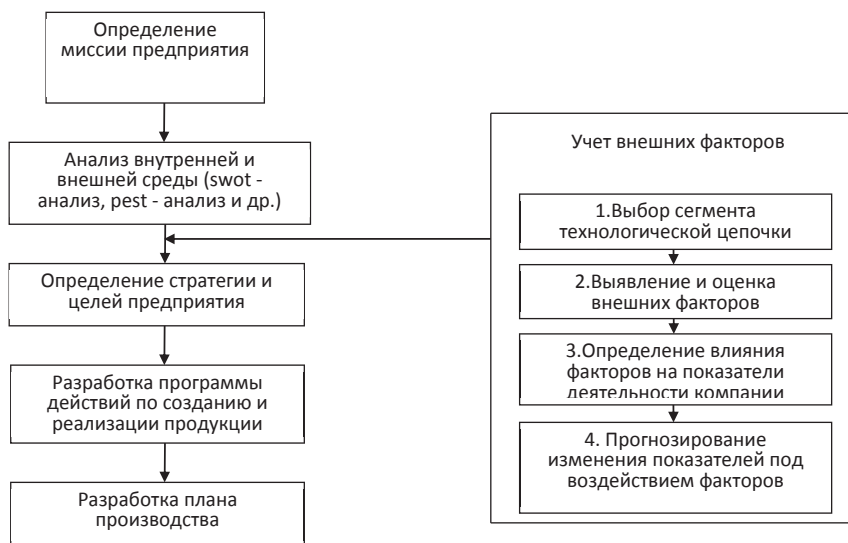 Определение
миссии предприятия
Анализ внутренней и
внешней среды (swot -
анализ, pest - анализ и др.)
Определение стратегии и
целей предприятия
Разработка программы
действий по созданию и
реализации продукции
Разработка плана
производства
Учет внешних факторов
1.Выбор сегмента
технологической цепочки
2.Выявление и оценка
внешних факторов
3.Определение влияния
факторов на показатели
деятельности компании
4. Прогнозирование
изменения показателей под
воздействием факторов